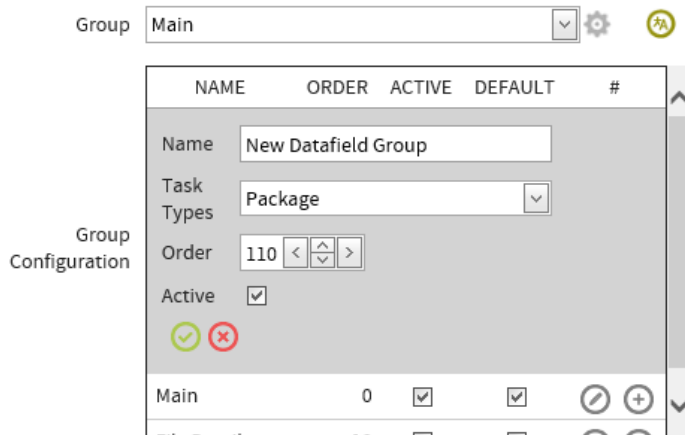 Group Main
NAME ORDER ACTIVE DEFAULT #
Name New Datafield Group
Task
Types
Package
Group
Configuration
Order 110
Active
Main 0